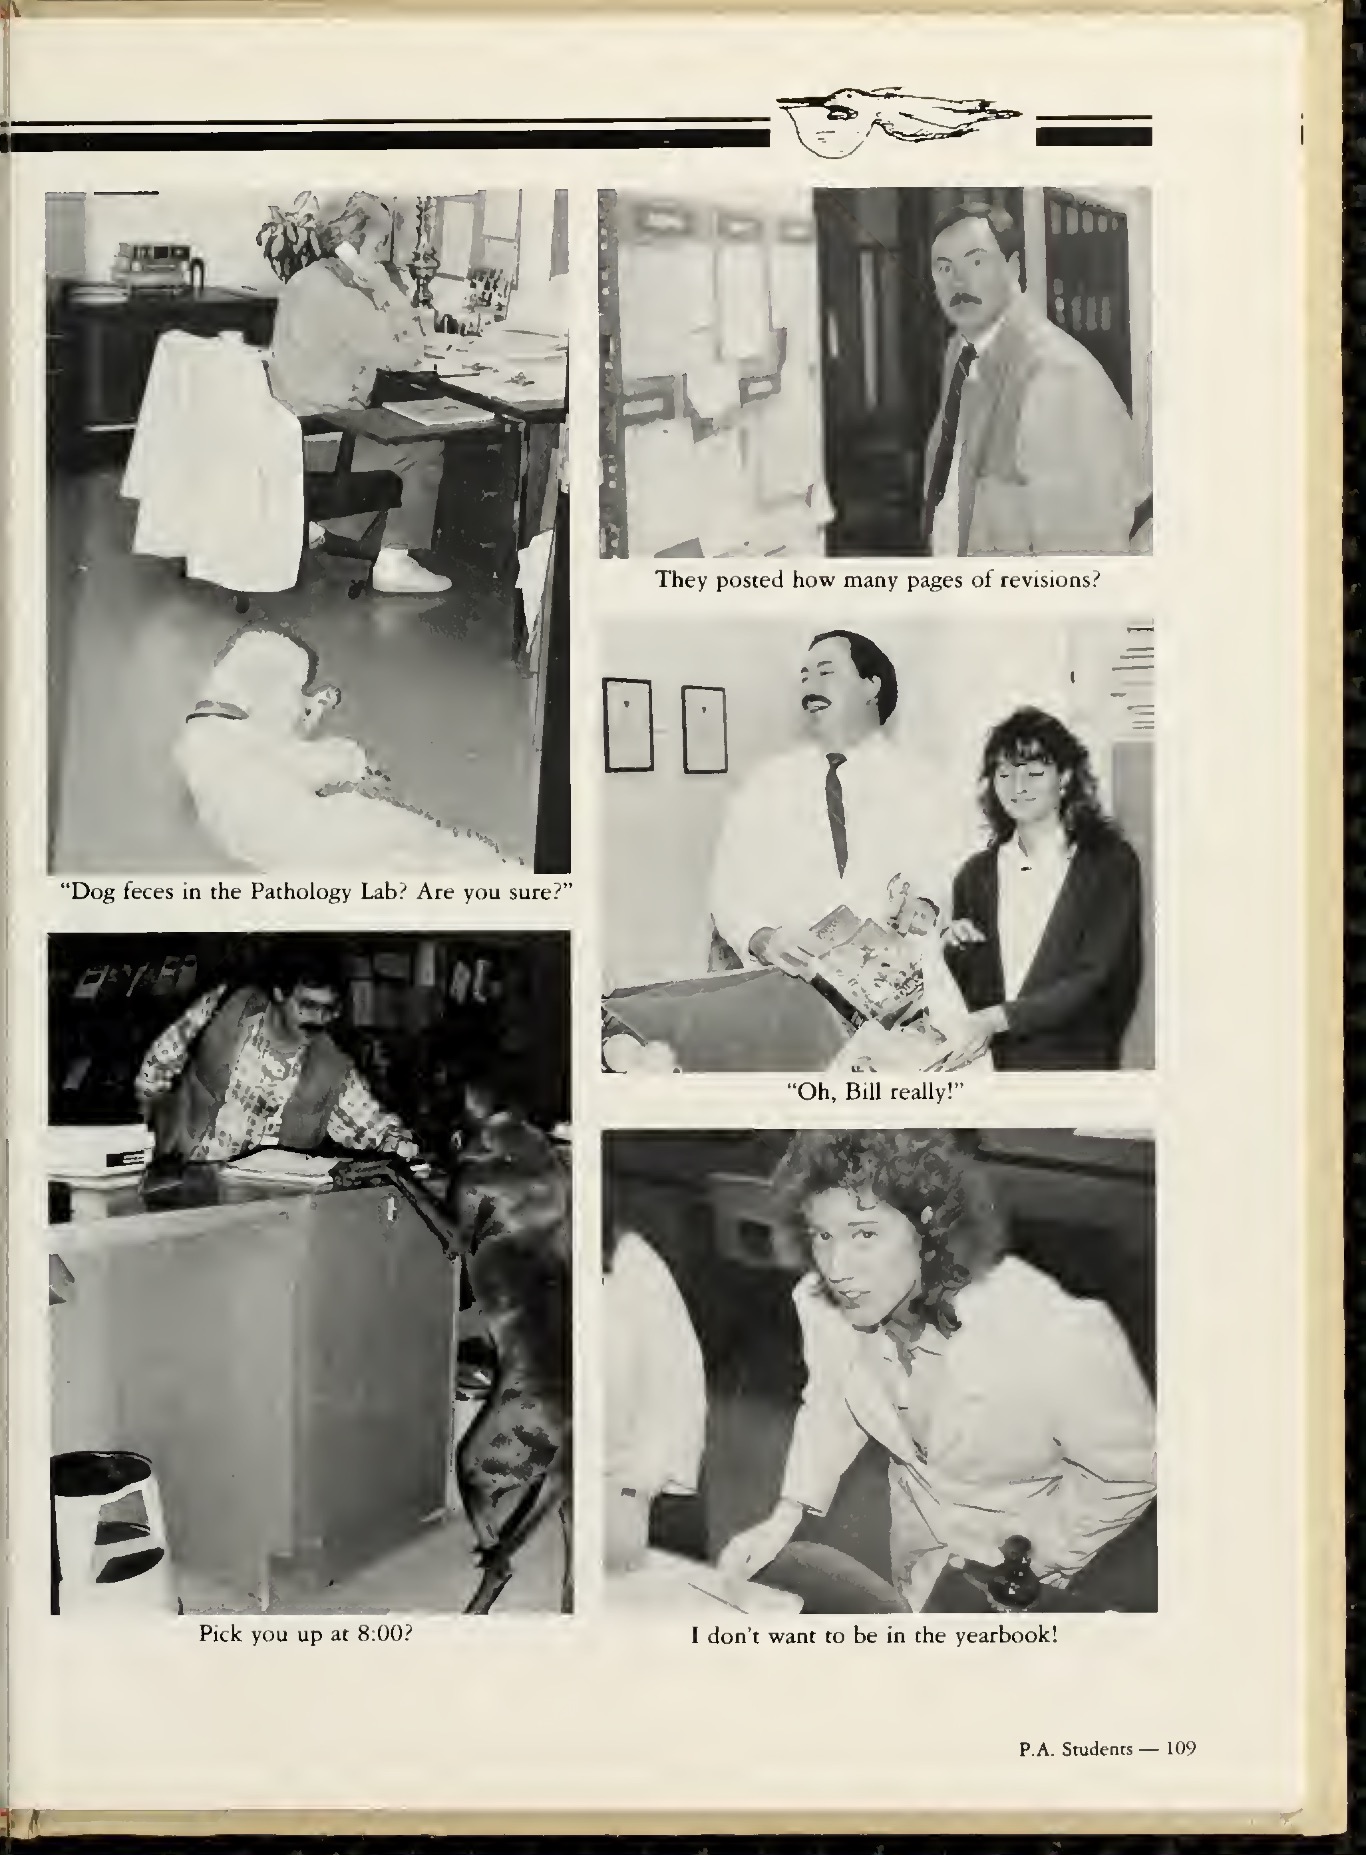 “Dog feces in the Pathology Lab? Are you sure?”
They posted how many pages of revisions?
“Oh, Bill really!”
Pick you up at 8:00?
I don't want to be in the yearbook!
P.A. Students — 109